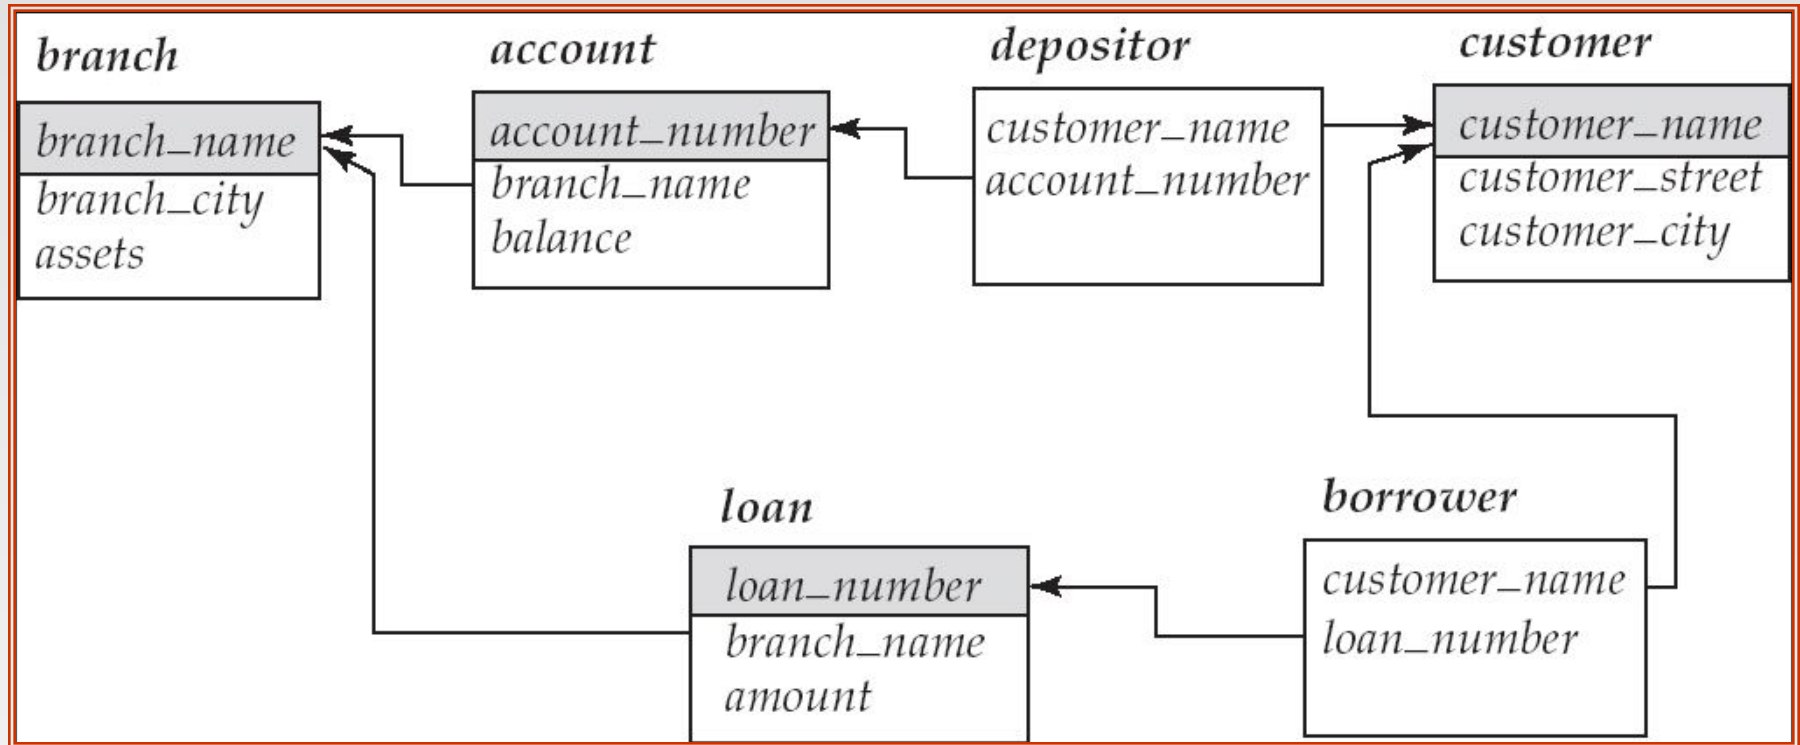 branch
branch_name
branch_city
assets
account
account_number
branch_name
balance
depositor
customer_name
account_number
customer
customer_name
customer_street
customer_city
loan
loan_number
branch_name
amount
borrower
customer_name
loan_number